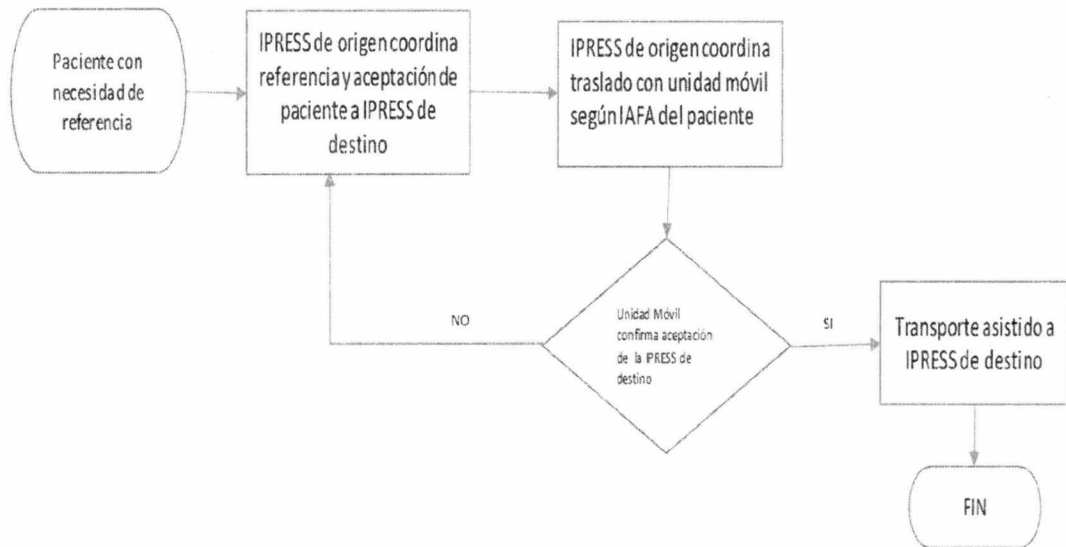 Paciente con
necesidad de
referencia
IPRESS de origen coordina
referencia y aceptación de
paciente a IPRESS de
destino
IPRESS de origen coordina
traslado con unidad móvil
según IAFA del paciente
Unidad Móvil
confirma aceptación
de la IPRESS de
destino
NO
SI
Transporte asistido a
IPRESS de destino
FIN